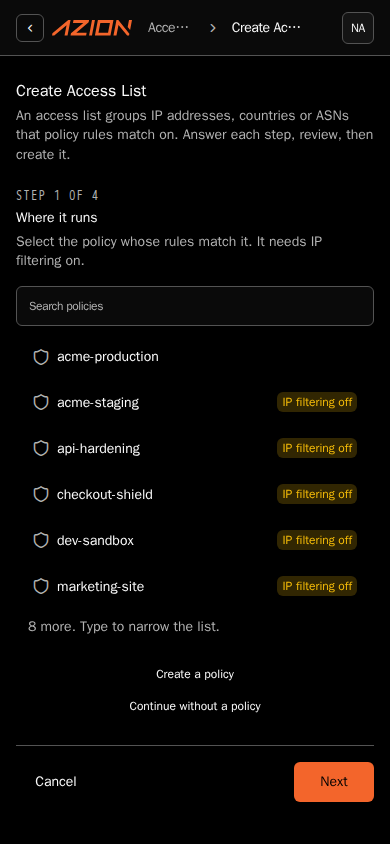 AZION
Acce···
Create Ac···
NA
Create Access List
An access list groups IP addresses, countries or ASNs
that policy rules match on. Answer each step, review, then
create it.
STEP 1 OF 4
Where it runs
Select the policy whose rules match it. It needs IP
filtering on.
Search policies
acme-production
acme-staging
IP filtering off
api-hardening
IP filtering off
checkout-shield
IP filtering off
dev-sandbox
IP filtering off
marketing-site
IP filtering off
8 more. Type to narrow the list.
Create a policy
Continue without a policy
Cancel
Next